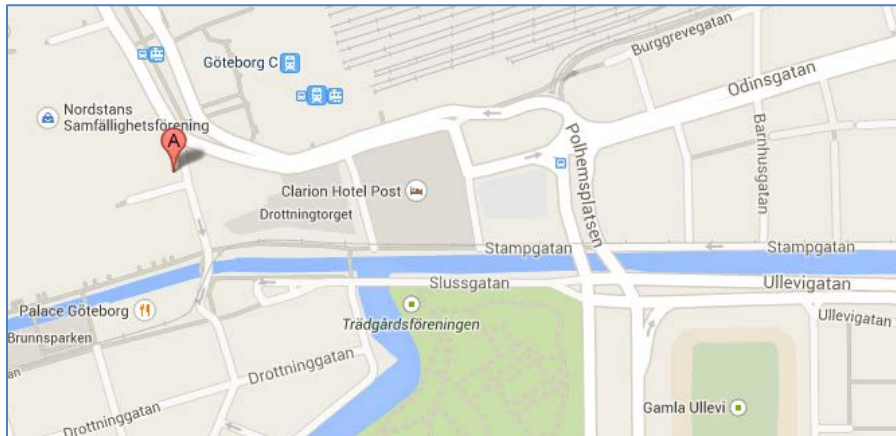 Göteborg C
Burggrevegatan
Odinsgatan
Nordstans
Samfällighetsförening
A
Polhemsplatsen
Barnhusgatan
Clarion Hotel Post
Drottningtorget
Stampgatan
Stampgatan
Slussgatan
Ullevigatan
Palace Göteborg
Trädgårdsföreningen
Ullevigatan
Brunnsparken
Drottninggatan
an
Drottninggatan
Gamla Ullevi